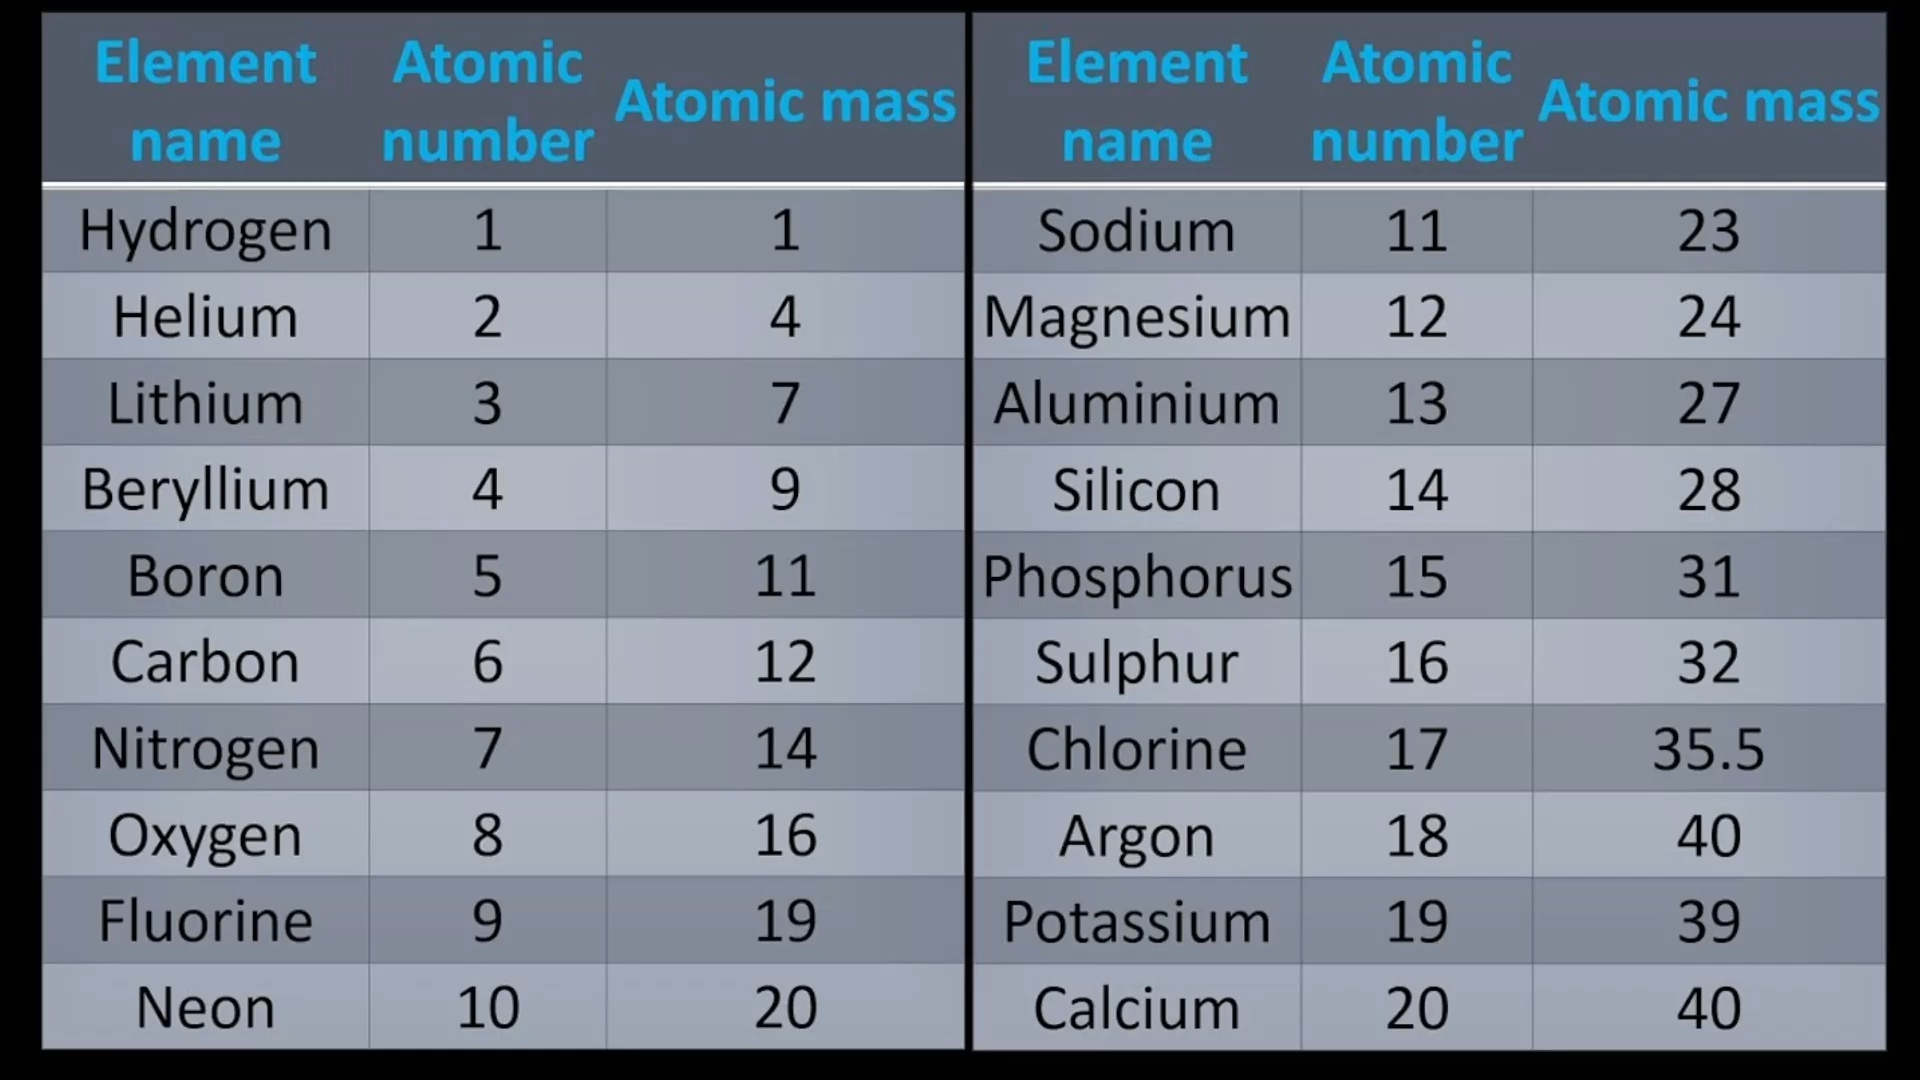 Element name Atomic number Atomic mass
Hydrogen 1 1
Helium 2 4
Lithium 3 7
Beryllium 4 9
Boron 5 11
Carbon 6 12
Nitrogen 7 14
Oxygen 8 16
Fluorine 9 19
Neon 10 20
Element name Atomic number Atomic mass
Sodium 11 23
Magnesium 12 24
Aluminium 13 27
Silicon 14 28
Phosphorus 15 31
Sulphur 16 32
Chlorine 17 35.5
Argon 18 40
Potassium 19 39
Calcium 20 40